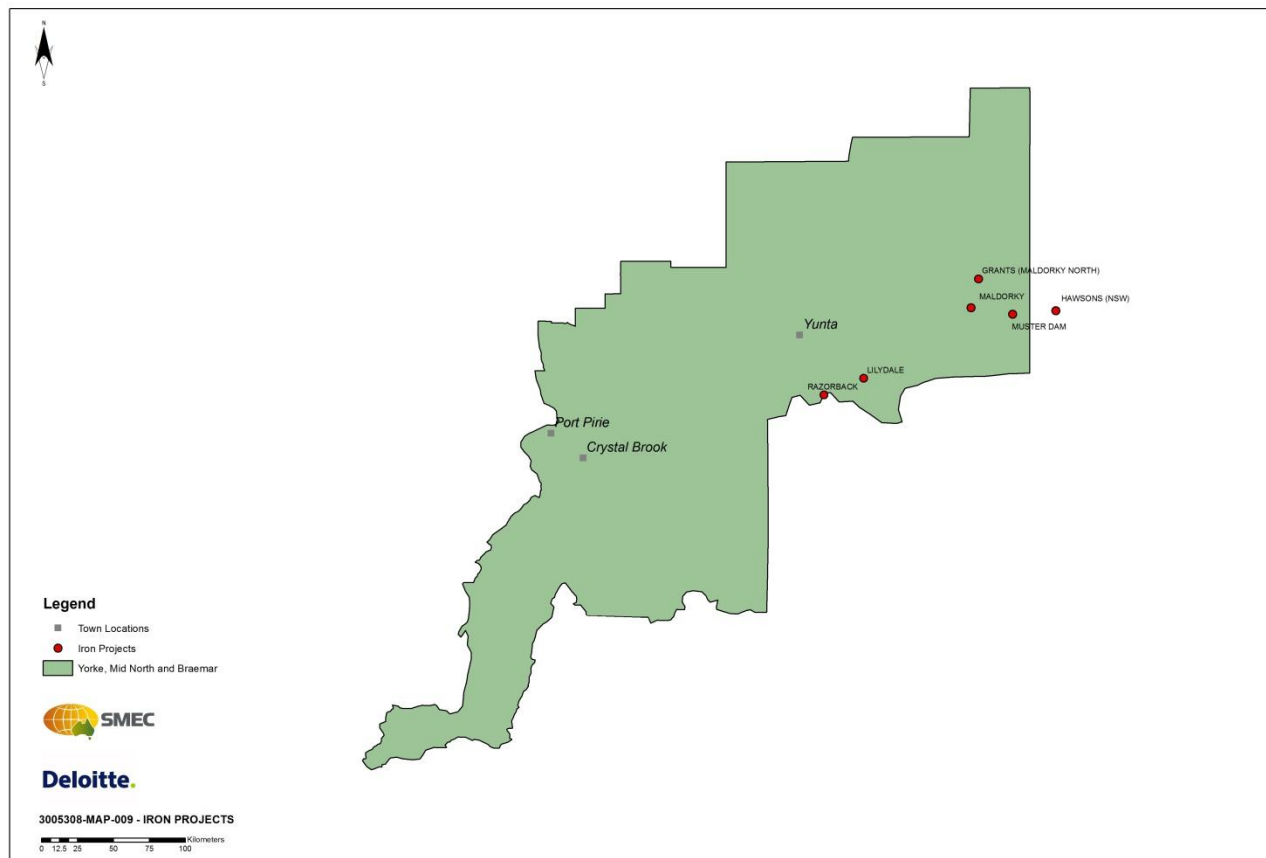 N
S
GRANTS (MALDORKY NORTH)
MALDORKY
HAWSONS (NSW)
MUSTER DAM
Yunta
LILYDALE
RAZORBACK
Port Pirie
Crystal Brook
Legend
Town Locations
Iron Projects
Yorke, Mid North and Braemar
SMEC
Deloitte.
3005308-MAP-009 - IRON PROJECTS
Kilometers
0 12.5 25 50 75 100